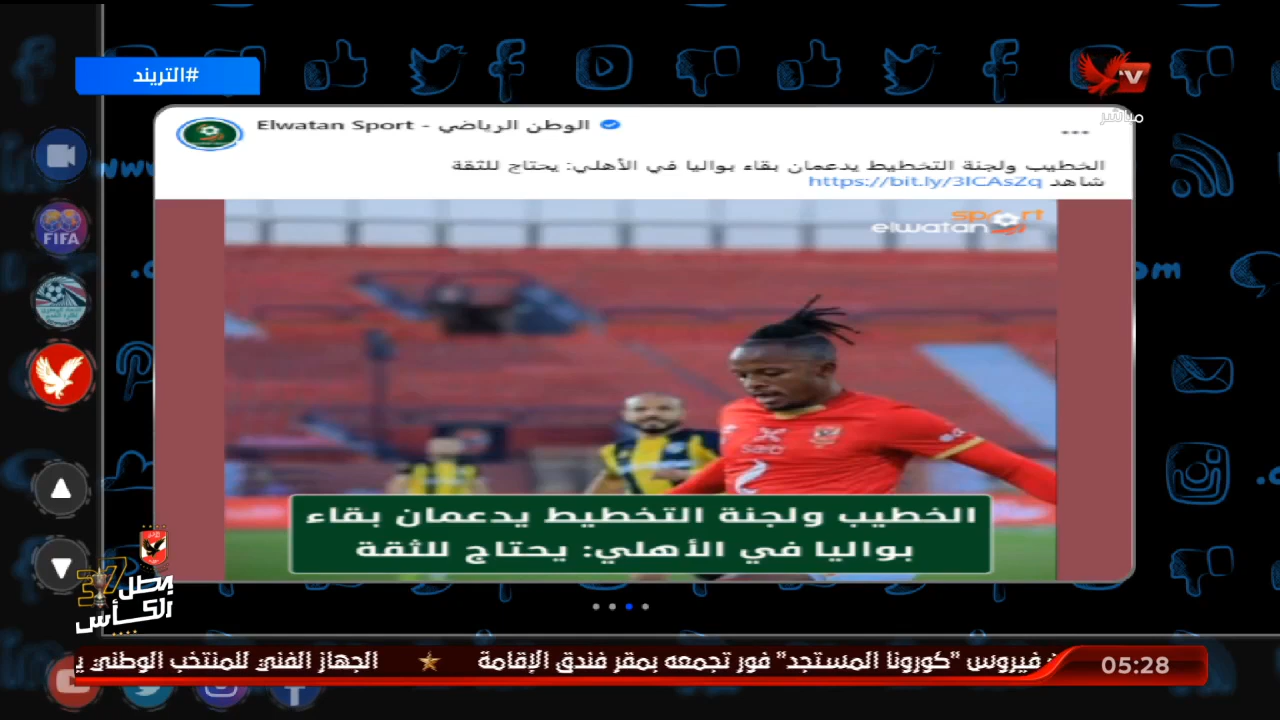 #التريند
مباشر
Elwatan Sport - الوطن الرياضي
الخطيب ولجنة التخطيط يدعمان بقاء بواليا في الأهلي: يحتاج للثقة
شاهد https://bit.ly/3lCAsZq
sport
elwatan
FIFA
الخطيب ولجنة التخطيط يدعمان بقاء
بواليا في الأهلي: يحتاج للثقة
بطل 37
الكأس
فيروس “كورونا المستجد” فور تجمعه بمقر فندق الإقامة ★ الجهاز الفني للمنتخب الوطني
05:28